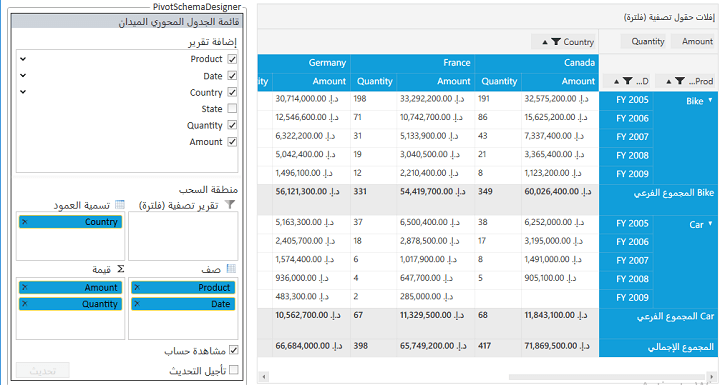 PivotSchemaDesigner
قائمة الجدول المحوري الميدان
إضافة تقرير
Product
Date
Country
State
Quantity
Amount
منطقة السحب
تقرير تصفية (فلترة)
تسمية العمود
Country
صف
قيمة
Product
Amount
Date
Quantity
مشاهدة حساب
تأجيل التحديث
تحديث
إفلات حقول تصفية (فلترة)
Amount Quantity
Country
Prod... D...
Canada France Germany
Amount Quantity Amount Quantity Amount
Bike FY 2005 د.إ. 32,575,200.00 191 د.إ. 33,292,200.00 198 د.إ. 30,714,000.00
FY 2006 د.إ. 15,625,200.00 86 د.إ. 10,742,700.00 71 د.إ. 12,546,600.00
FY 2007 د.إ. 7,337,400.00 43 د.إ. 5,133,900.00 31 د.إ. 6,322,200.00
FY 2008 د.إ. 3,365,400.00 21 د.إ. 3,040,500.00 19 د.إ. 5,042,400.00
FY 2009 د.إ. 1,123,200.00 8 د.إ. 2,210,400.00 12 د.إ. 1,496,100.00
Bike المجموع الفرعي د.إ. 60,026,400.00 349 د.إ. 54,419,700.00 331 د.إ. 56,121,300.00
Car FY 2005 د.إ. 6,252,000.00 38 د.إ. 6,500,400.00 37 د.إ. 5,163,300.00
FY 2006 د.إ. 3,195,000.00 17 د.إ. 2,878,500.00 18 د.إ. 2,405,700.00
FY 2007 د.إ. 1,491,000.00 8 د.إ. 1,017,900.00 6 د.إ. 1,574,400.00
FY 2008 د.إ. 905,100.00 5 د.إ. 647,700.00 4 د.إ. 936,000.00
FY 2009 د.إ. 285,000.00 2 د.إ. 483,300.00
Car المجموع الفرعي د.إ. 11,843,100.00 68 د.إ. 11,329,500.00 67 د.إ. 10,562,700.00
المجموع الإجمالي د.إ. 71,869,500.00 417 د.إ. 65,749,200.00 398 د.إ. 66,684,000.00